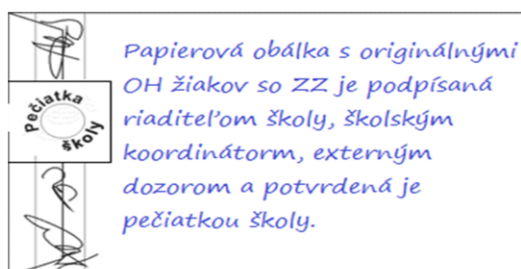 Pečiatka
školy
Papierová obálka s originálnymi
OH žiakov so ZZ je podpísaná
riaditeľom školy, školským
koordinátorm, externým
dozorom a potvrdená je
pečiatkou školy.